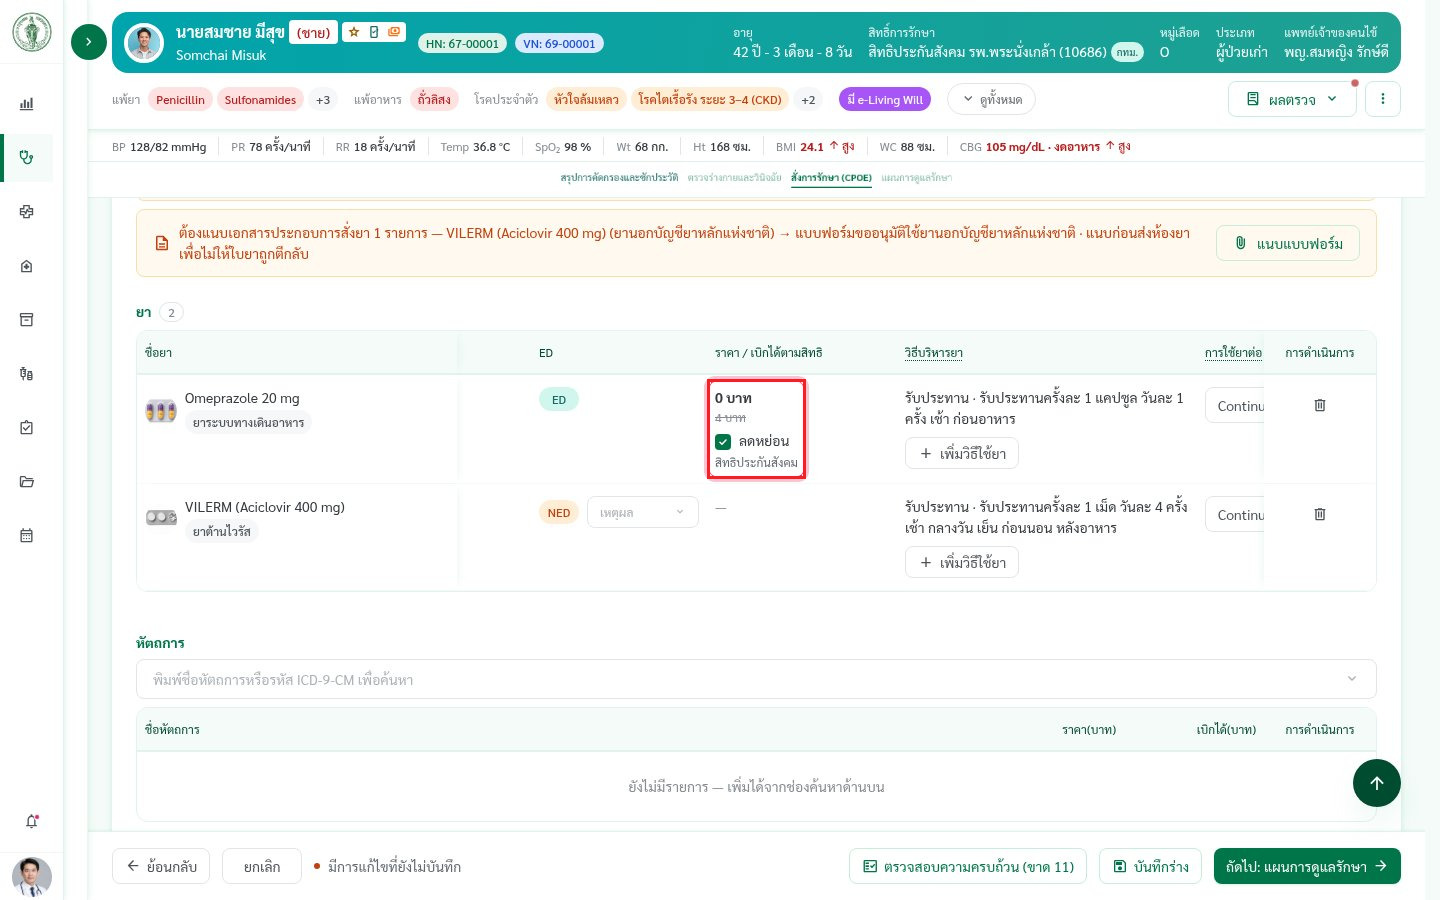 นายสมชาย มีสุข (ชาย)
Somchai Misuk
HN: 67-00001 VN: 69-00001
อายุ
42 ปี - 3 เดือน - 8 วัน
สิทธิ์การรักษา
สิทธิประกันสังคม รพ.พระนั่งเกล้า (10686) กทม.
หมู่เลือด
O
ประเภท
ผู้ป่วยเก่า
แพทย์เจ้าของคนไข้
พญ.สมหญิง รักษ์ดี
แพ้ยา Penicillin Sulfonamides +3 แพ้อาหาร ถั่วลิสง โรคประจำตัว หัวใจล้มเหลว โรคไตเรื้อรัง ระยะ 3–4 (CKD) +2 มี e-Living Will ดูทั้งหมด ผลตรวจ
BP 128/82 mmHg PR 78 ครั้ง/นาที RR 18 ครั้ง/นาที Temp 36.8 °C SpO₂ 98 % Wt 68 กก. Ht 168 ซม. BMI 24.1 ↑ สูง WC 88 ซม. CBG 105 mg/dL · งดอาหาร ↑ สูง
สรุปการคัดกรองและซักประวัติ ตรวจร่างกายและวินิจฉัย สั่งการรักษา (CPOE) แผนการดูแลรักษา
ต้องแนบเอกสารประกอบการสั่งยา 1 รายการ — VILERM (Aciclovir 400 mg) (ยานอกบัญชียาหลักแห่งชาติ) → แบบฟอร์มขออนุมัติใช้ยานอกบัญชียาหลักแห่งชาติ · แนบก่อนส่งห้องยา
เพื่อไม่ให้ใบยาถูกตีกลับ
แนบแบบฟอร์ม
ยา 2
ชื่อยา ED ราคา / เบิกได้ตามสิทธิ วิธีบริหารยา การใช้ยาต่อ การดำเนินการ
Omeprazole 20 mg
ยาระบบทางเดินอาหาร
ED
0 บาท
4 บาท
ลดหย่อน
สิทธิประกันสังคม
รับประทาน · รับประทานครั้งละ 1 แคปซูล วันละ 1
ครั้ง เช้า ก่อนอาหาร
เพิ่มวิธีใช้ยา
Continu
VILERM (Aciclovir 400 mg)
ยาต้านไวรัส
NED เหตุผล
—
รับประทาน · รับประทานครั้งละ 1 เม็ด วันละ 4 ครั้ง
เช้า กลางวัน เย็น ก่อนนอน หลังอาหาร
เพิ่มวิธีใช้ยา
Continu
หัตถการ
พิมพ์ชื่อหัตถการหรือรหัส ICD-9-CM เพื่อค้นหา
ชื่อหัตถการ ราคา(บาท) เบิกได้(บาท) การดำเนินการ
ยังไม่มีรายการ — เพิ่มได้จากช่องค้นหาด้านบน
ย้อนกลับ ยกเลิก มีการแก้ไขที่ยังไม่บันทึก ตรวจสอบความครบถ้วน (ขาด 11) บันทึกร่าง ถัดไป: แผนการดูแลรักษา